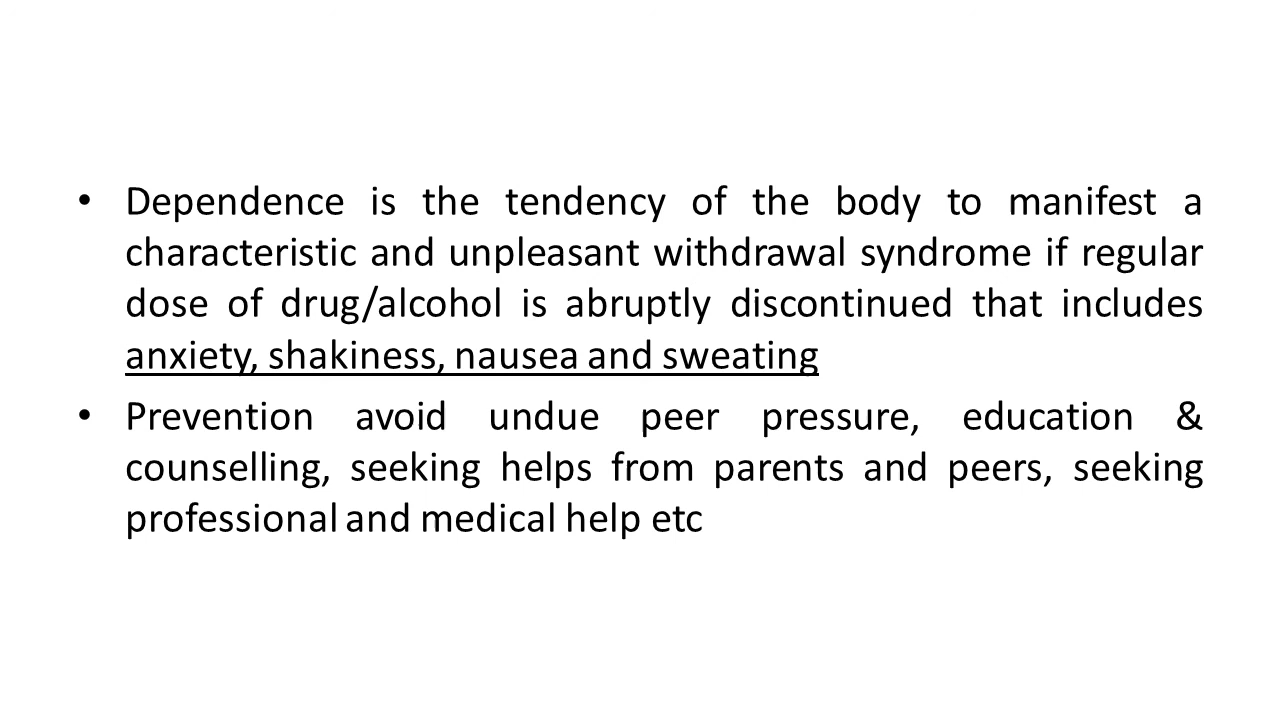 • Dependence is the tendency of the body to manifest a
characteristic and unpleasant withdrawal syndrome if regular
dose of drug/alcohol is abruptly discontinued that includes
anxiety, shakiness, nausea and sweating
• Prevention avoid undue peer pressure, education &
counselling, seeking helps from parents and peers, seeking
professional and medical help etc